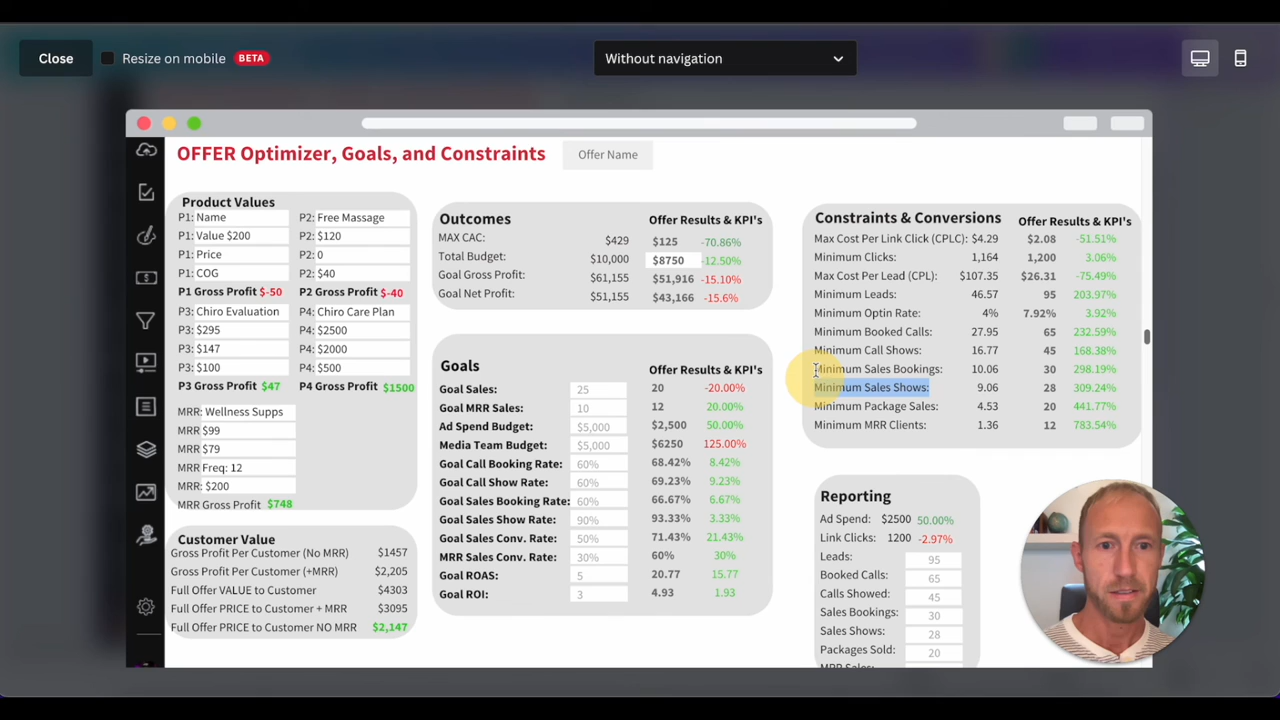 Close
Resize on mobile BETA
Without navigation
OFFER Optimizer, Goals, and Constraints
Offer Name
Product Values
P1: Name P2: Free Massage
P1: Value $200 P2: $120
P1: Price P2: 0
P1: COG P2: $40
P1 Gross Profit $-50 P2 Gross Profit $-40
P3: Chiro Evaluation P4: Chiro Care Plan
P3: $295 P4: $2500
P3: $147 P4: $2000
P3: $100 P4: $500
P3 Gross Profit $47 P4 Gross Profit $1500
MRR: Wellness Supps
MRR $99
MRR $79
MRR Freq: 12
MRR: $200
MRR Gross Profit $748
Customer Value
Gross Profit Per Customer (No MRR) $1457
Gross Profit Per Customer (+MRR) $2,205
Full Offer VALUE to Customer $4303
Full Offer PRICE to Customer + MRR $3095
Full Offer PRICE to Customer NO MRR $2,147
Outcomes Offer Results & KPI's
MAX CAC: $429 $125 -70.86%
Total Budget: $10,000 $8750 -12.50%
Goal Gross Profit: $61,155 $51,916 -15.10%
Goal Net Profit: $51,155 $43,166 -15.6%
Goals Offer Results & KPI's
Goal Sales: 25 20 -20.00%
Goal MRR Sales: 10 12 20.00%
Ad Spend Budget: $5,000 $2,500 50.00%
Media Team Budget: $5,000 $6250 125.00%
Goal Call Booking Rate: 60% 68.42% 8.42%
Goal Call Show Rate: 60% 69.23% 9.23%
Goal Sales Booking Rate: 60% 66.67% 6.67%
Goal Sales Show Rate: 90% 93.33% 3.33%
Goal Sales Conv. Rate: 50% 71.43% 21.43%
MRR Sales Conv. Rate: 30% 60% 30%
Goal ROAS: 5 20.77 15.77
Goal ROI: 3 4.93 1.93
Constraints & Conversions Offer Results & KPI's
Max Cost Per Link Click (CPLC): $4.29 $2.08 -51.51%
Minimum Clicks: 1,164 1,200 3.06%
Max Cost Per Lead (CPL): $107.35 $26.31 -75.49%
Minimum Leads: 46.57 95 203.97%
Minimum Optin Rate: 4% 7.92% 3.92%
Minimum Booked Calls: 27.95 65 232.59%
Minimum Call Shows: 16.77 45 168.38%
Minimum Sales Bookings: 10.06 30 298.19%
Minimum Sales Shows: 9.06 28 309.24%
Minimum Package Sales: 4.53 20 441.77%
Minimum MRR Clients: 1.36 12 783.54%
Reporting
Ad Spend: $2500 50.00%
Link Clicks: 1200 -2.97%
Leads: 95
Booked Calls: 65
Calls Showed: 45
Sales Bookings: 30
Sales Shows: 28
Packages Sold: 20
MRR Sales: